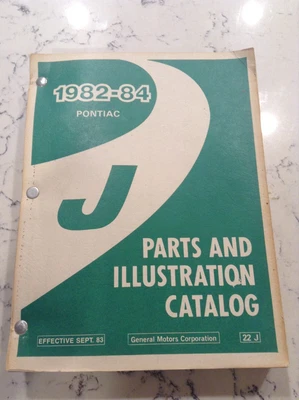 1982-84
PONTIAC
J
PARTS AND
ILLUSTRATION
CATALOG
EFFECTIVE SEPT. 83
General Motors Corporation
22 J